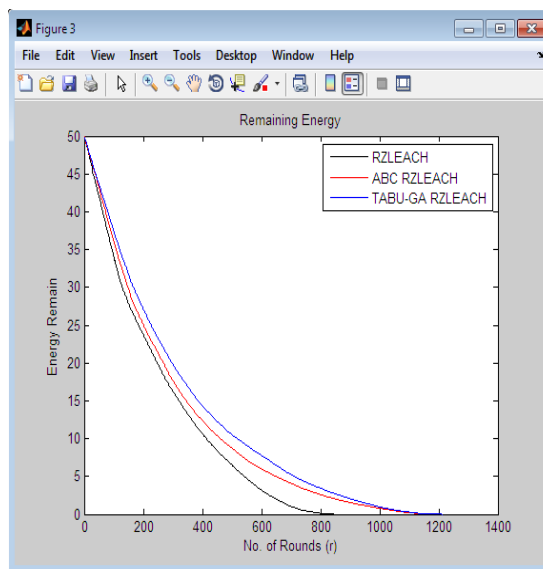 Figure 3
File Edit View Insert Tools Desktop Window Help
Remaining Energy
RZLEACH
ABC RZLEACH
TABU-GA RZLEACH
50
45
40
35
30
25
20
15
10
5
0
Energy Remain
0 200 400 600 800 1000 1200 1400
No. of Rounds (r)